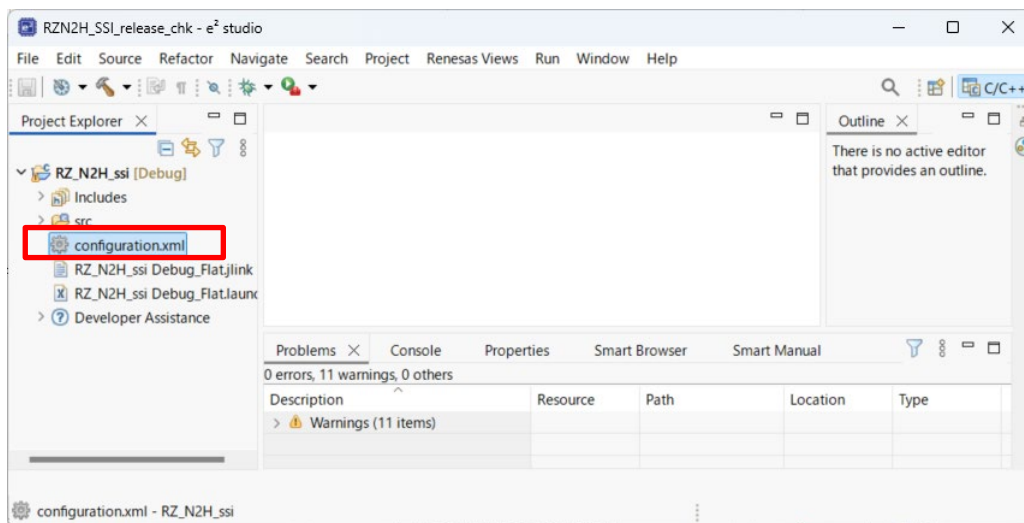 RZN2H_SSI_release_chk - e² studio
File Edit Source Refactor Navigate Search Project Renesas Views Run Window Help
C/C++
Project Explorer
Outline
There is no active editor
that provides an outline.
RZ_N2H_ssi [Debug]
Includes
src
configuration.xml
RZ_N2H_ssi Debug_Flat.jlink
RZ_N2H_ssi Debug_Flat.launc
Developer Assistance
Problems Console Properties Smart Browser Smart Manual
0 errors, 11 warnings, 0 others
Description Resource Path Location Type
Warnings (11 items)
configuration.xml - RZ_N2H_ssi